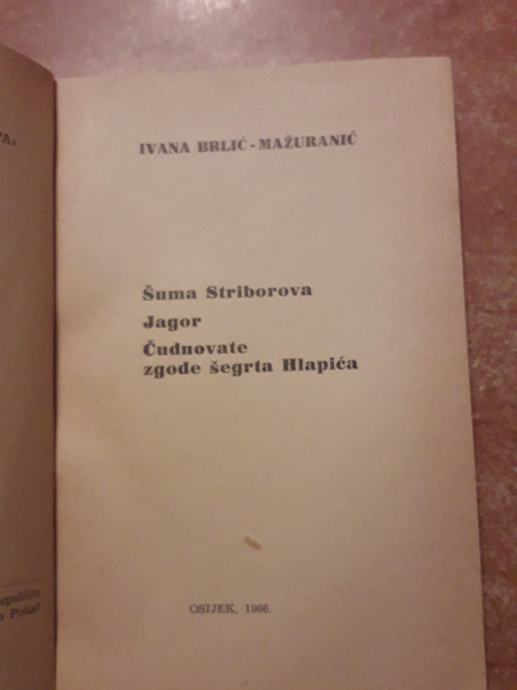 IVANA BRLIĆ-MAŽURANIĆ
Šuma Striborova
Jagor
Čudnovate
zgode šegrta Hlapića
OSIJEK, 1966.